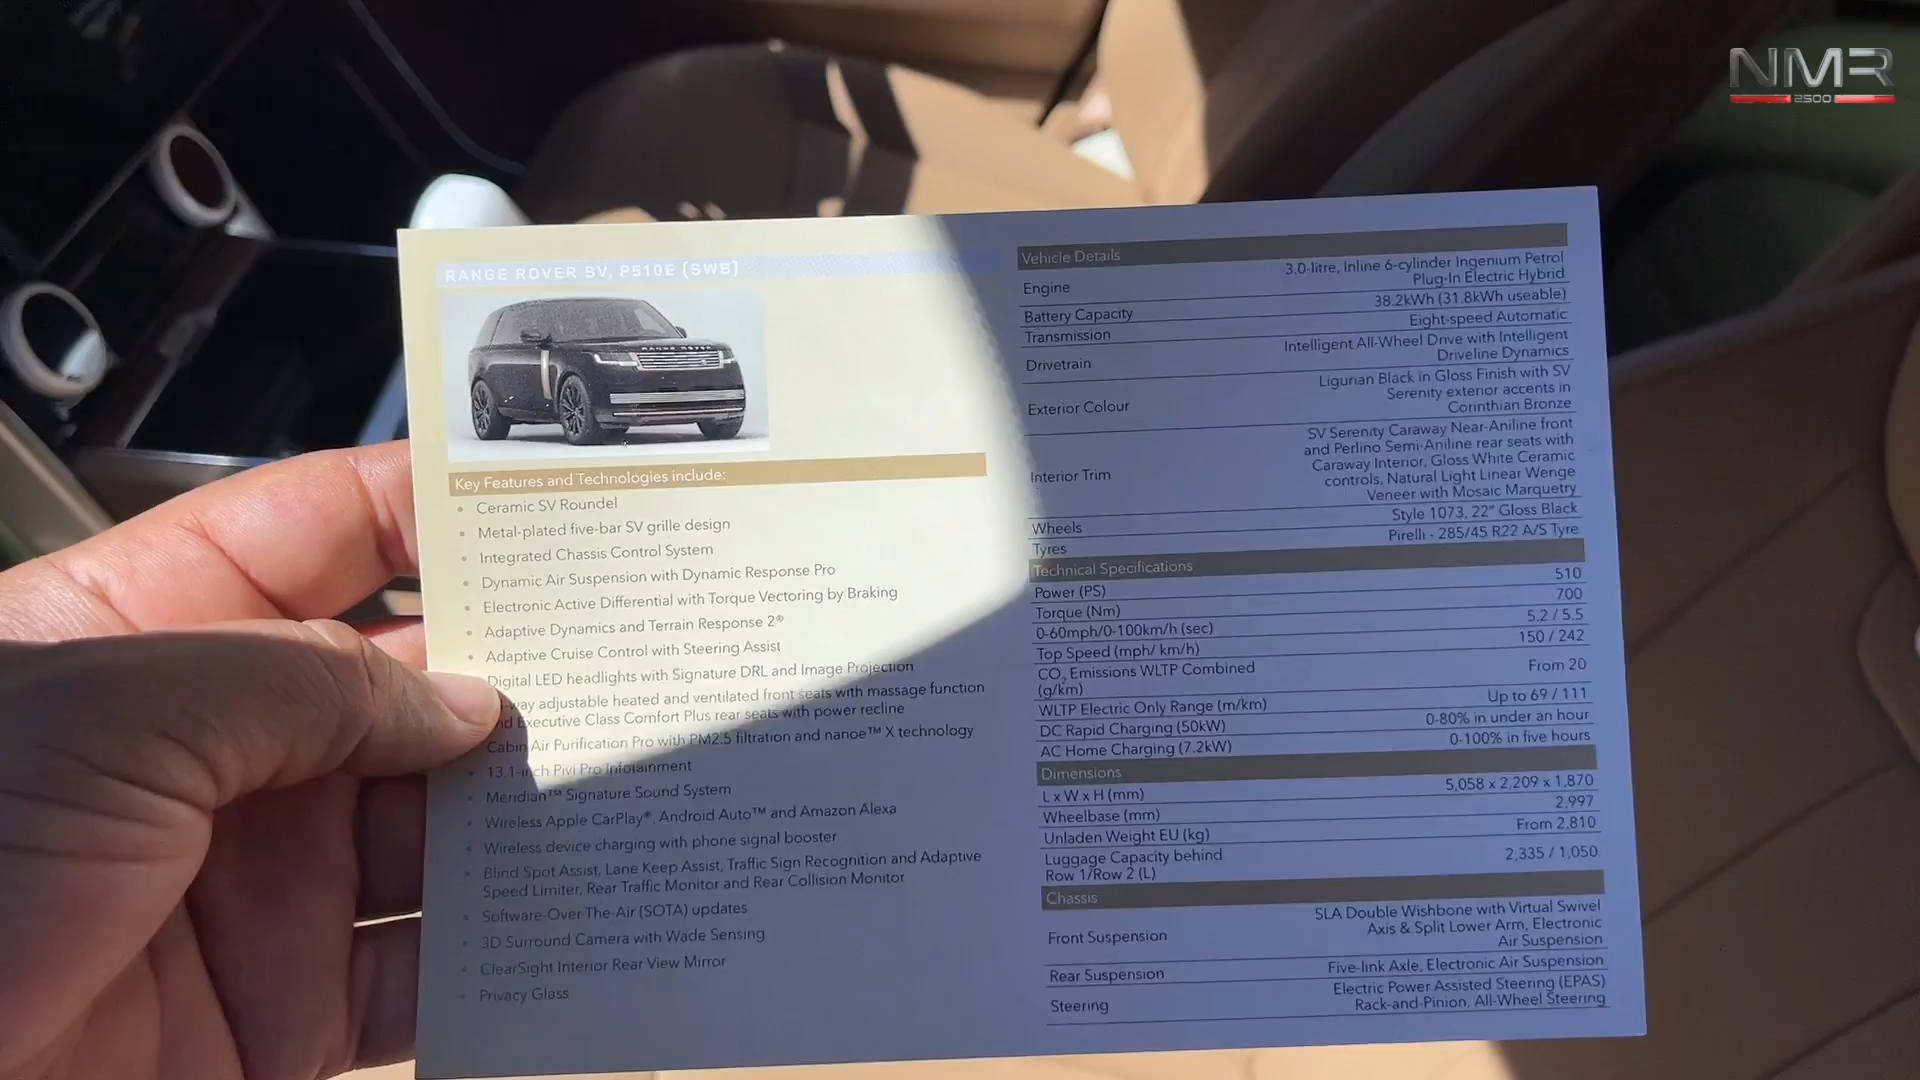 NMR
2500
RANGE ROVER SV, P510E (SWB)
RANGE ROVER
Key Features and Technologies include:
• Ceramic SV Roundel
• Metal-plated five-bar SV grille design
• Integrated Chassis Control System
• Dynamic Air Suspension with Dynamic Response Pro
• Electronic Active Differential with Torque Vectoring by Braking
• Adaptive Dynamics and Terrain Response 2®
• Adaptive Cruise Control with Steering Assist
Digital LED headlights with Signature DRL and Image Projection
-way adjustable heated and ventilated front seats with massage function
Executive Class Comfort Plus rear seats with power recline
Cabin Air Purification Pro with PM2.5 filtration and nanoe™ X technology
• 13.1-inch Pivi Pro Infotainment
• Meridian™ Signature Sound System
• Wireless Apple CarPlay®, Android Auto™ and Amazon Alexa
• Wireless device charging with phone signal booster
• Blind Spot Assist, Lane Keep Assist, Traffic Sign Recognition and Adaptive
Speed Limiter, Rear Traffic Monitor and Rear Collision Monitor
• Software-Over-The-Air (SOTA) updates
• 3D Surround Camera with Wade Sensing
• ClearSight Interior Rear View Mirror
• Privacy Glass
Vehicle Details
Engine 3.0-litre, Inline 6-cylinder Ingenium Petrol
Plug-In Electric Hybrid
Battery Capacity 38.2kWh (31.8kWh useable)
Transmission Eight-speed Automatic
Drivetrain Intelligent All-Wheel Drive with Intelligent
Driveline Dynamics
Exterior Colour Ligurian Black in Gloss Finish with SV
Serenity exterior accents in
Corinthian Bronze
Interior Trim SV Serenity Caraway Near-Aniline front
and Perlino Semi-Aniline rear seats with
Caraway Interior, Gloss White Ceramic
controls, Natural Light Linear Wenge
Veneer with Mosaic Marquetry
Wheels Style 1073, 22" Gloss Black
Tyres Pirelli - 285/45 R22 A/S Tyre
Technical Specifications
Power (PS) 510
Torque (Nm) 700
0-60mph/0-100km/h (sec) 5.2 / 5.5
Top Speed (mph/ km/h) 150 / 242
CO2 Emissions WLTP Combined
(g/km) From 20
WLTP Electric Only Range (m/km) Up to 69 / 111
DC Rapid Charging (50kW) 0-80% in under an hour
AC Home Charging (7.2kW) 0-100% in five hours
Dimensions
L x W x H (mm) 5,058 x 2,209 x 1,870
Wheelbase (mm) 2,997
Unladen Weight EU (kg) From 2,810
Luggage Capacity behind
Row 1/Row 2 (L) 2,335 / 1,050
Chassis
Front Suspension SLA Double Wishbone with Virtual Swivel
Axis & Split Lower Arm, Electronic
Air Suspension
Rear Suspension Five-link Axle, Electronic Air Suspension
Steering Electric Power Assisted Steering (EPAS)
Rack-and-Pinion, All-Wheel Steering